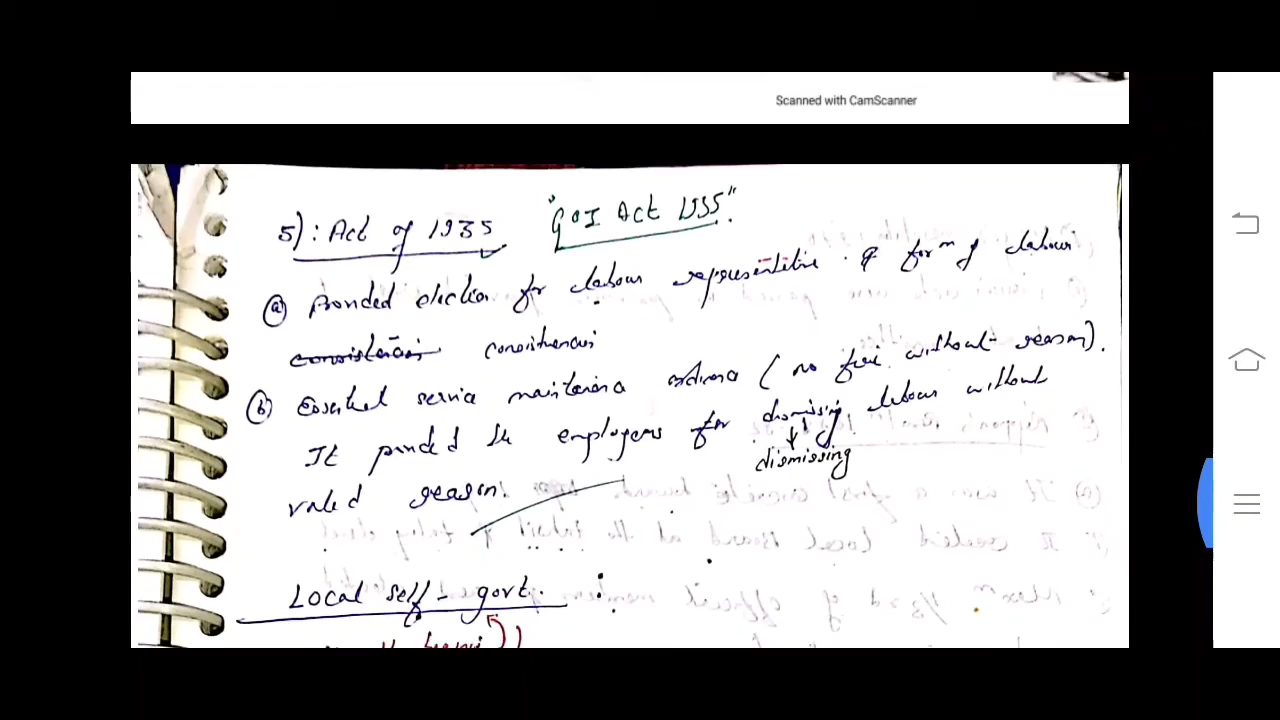 Scanned with CamScanner
5): Act of 1935 "GOI Act 1935".
(a) Provided election for labour representative & formn of labour
constituencies
(b) Essential service maintenance ordinance (no fire without reason).
It punished the employers for dismissing labour without
dismissing
valid reason.
Local self-govt.